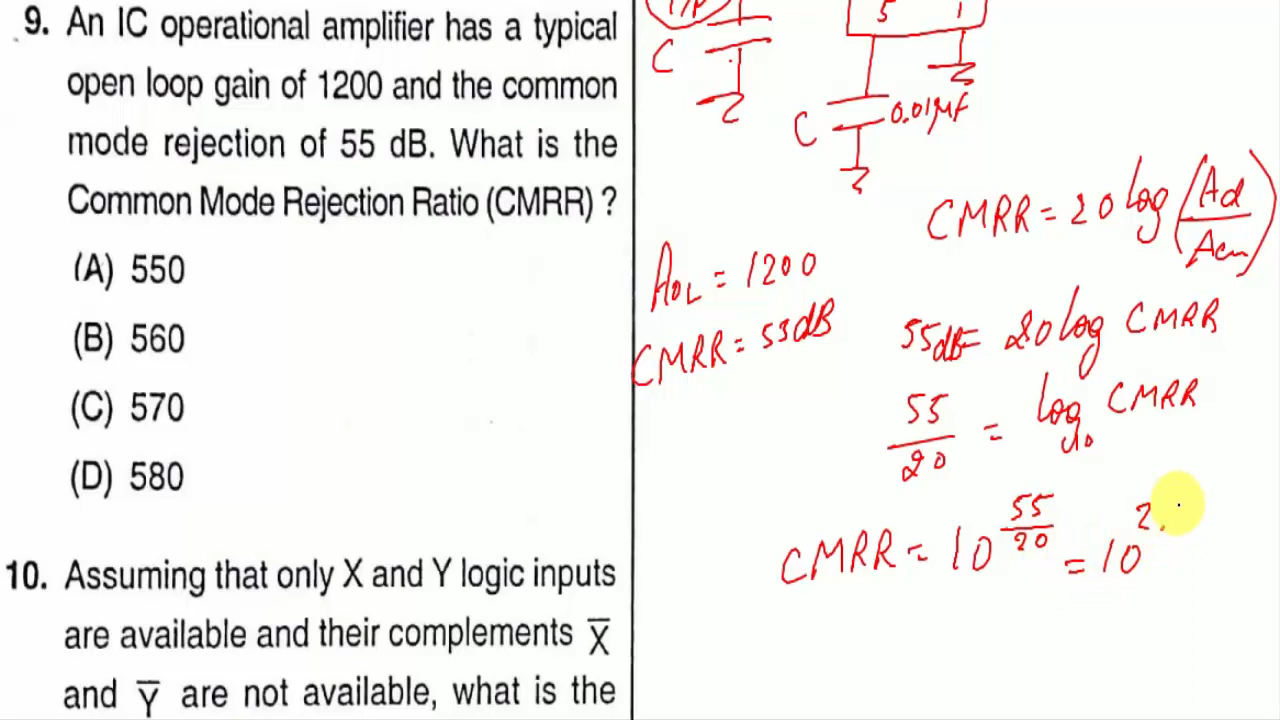 9. An IC operational amplifier has a typical
open loop gain of 1200 and the common
mode rejection of 55 dB. What is the
Common Mode Rejection Ratio (CMRR) ?
(A) 550
(B) 560
(C) 570
(D) 580
10. Assuming that only X and Y logic inputs
are available and their complements X̅
and Y̅ are not available, what is the
5 1
C
C 0.01μF
CMRR = 20 log (Ad/Acm)
AOL = 1200
CMRR = 55dB
55dB = 20 log CMRR
55/20 = log10 CMRR
CMRR = 10^55/20 = 10^2.